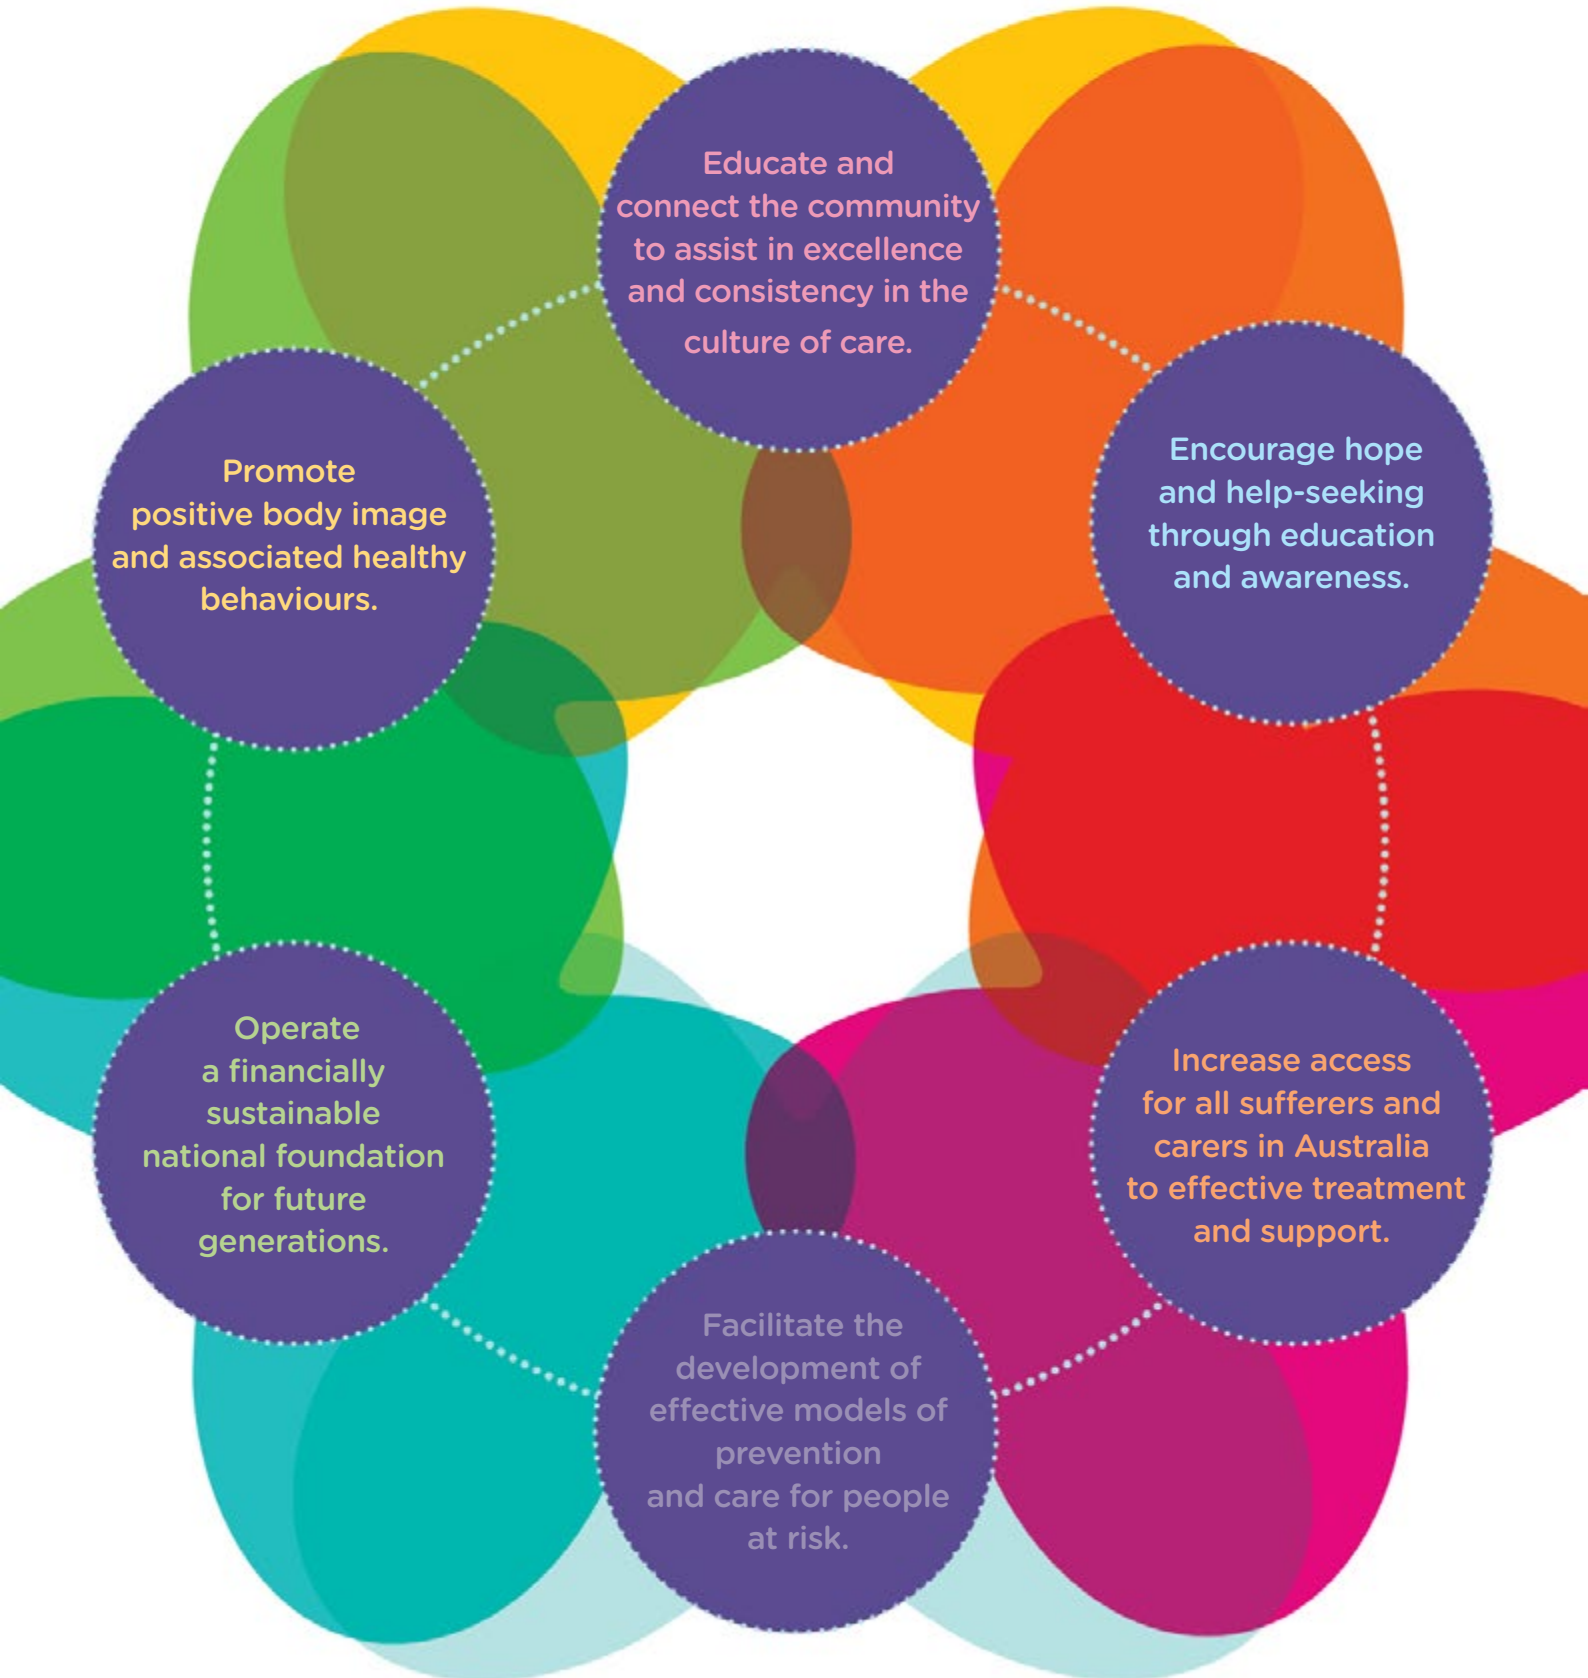 Educate and
connect the community
to assist in excellence
and consistency in the
culture of care.
Encourage hope
and help-seeking
through education
and awareness.
Increase access
for all sufferers and
carers in Australia
to effective treatment
and support.
Facilitate the
development of
effective models of
prevention
and care for people
at risk.
Operate
a financially
sustainable
national foundation
for future
generations.
Promote
positive body image
and associated healthy
behaviours.